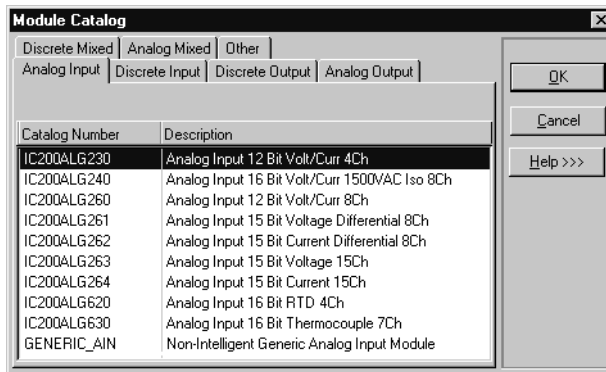 Module Catalog
Discrete Mixed Analog Mixed Other
Analog Input Discrete Input Discrete Output Analog Output
Catalog Number Description
IC200ALG230 Analog Input 12 Bit Volt/Curr 4Ch
IC200ALG240 Analog Input 16 Bit Volt/Curr 1500VAC Iso 8Ch
IC200ALG260 Analog Input 12 Bit Volt/Curr 8Ch
IC200ALG261 Analog Input 15 Bit Voltage Differential 8Ch
IC200ALG262 Analog Input 15 Bit Current Differential 8Ch
IC200ALG263 Analog Input 15 Bit Voltage 15Ch
IC200ALG264 Analog Input 15 Bit Current 15Ch
IC200ALG620 Analog Input 16 Bit RTD 4Ch
IC200ALG630 Analog Input 16 Bit Thermocouple 7Ch
GENERIC_AIN Non-Intelligent Generic Analog Input Module
OK
Cancel
Help >>>